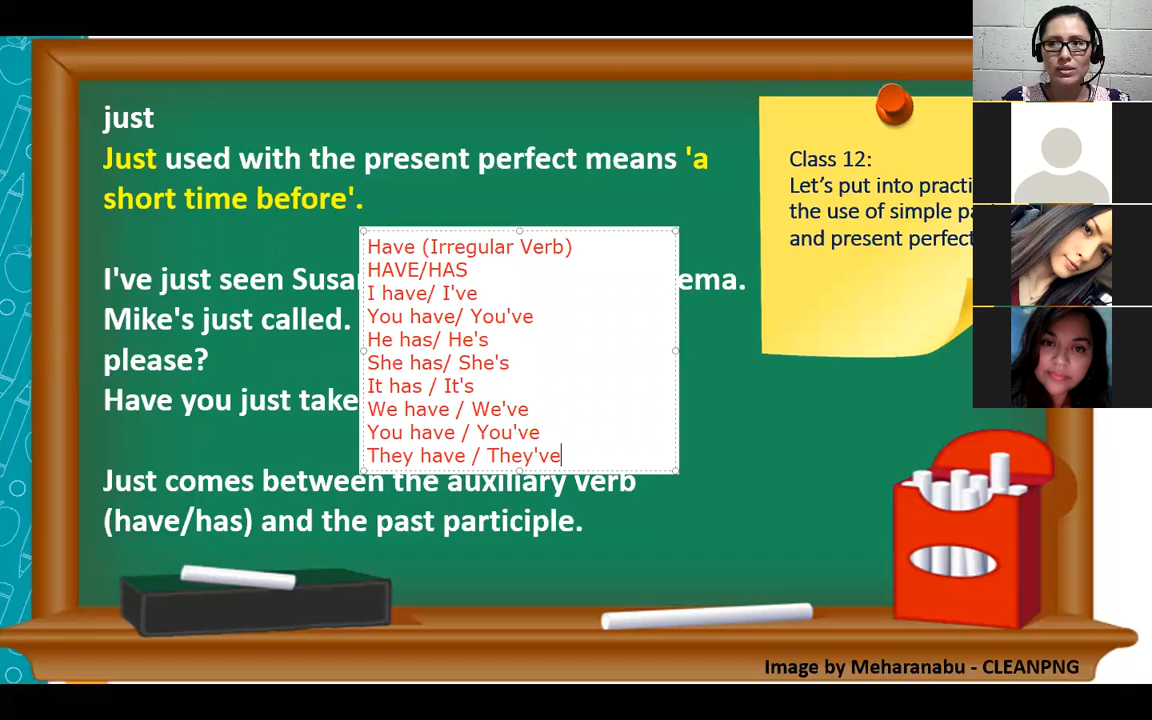 just
Just used with the present perfect means 'a
short time before'.
I've just seen Susa
ema.
Mike's just called.
please?
Have you just take
Just comes between the auxiliary verb
(have/has) and the past participle.
Have (Irregular Verb)
HAVE/HAS
I have/ I've
You have/ You've
He has/ He's
She has/ She's
It has / It's
We have / We've
You have / You've
They have / They've
Class 12:
Let's put into practi
the use of simple pa
and present perfect
Image by Meharanabu - CLEANPNG